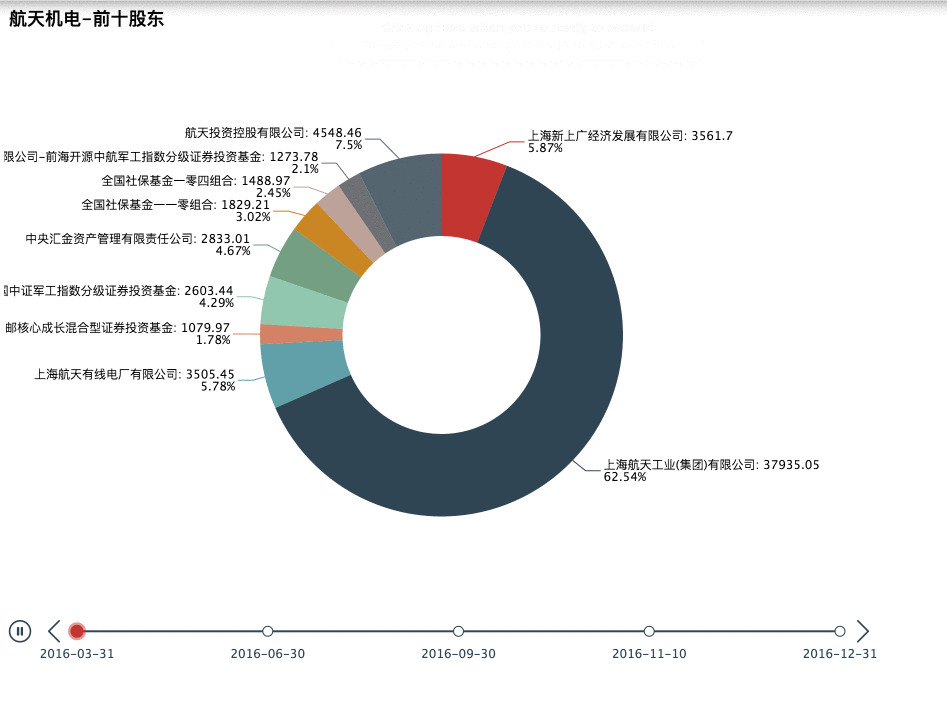 航天机电-前十股东
航天投资控股有限公司: 4548.46
7.5%
上海新上广经济发展有限公司: 3561.7
5.87%
限公司-前海开源中航军工指数分级证券投资基金: 1273.78
2.1%
全国社保基金一零四组合: 1488.97
2.45%
全国社保基金一一零组合: 1829.21
3.02%
中央汇金资产管理有限责任公司: 2833.01
4.67%
中证军工指数分级证券投资基金: 2603.44
4.29%
邮核心成长混合型证券投资基金: 1079.97
1.78%
上海航天有线电厂有限公司: 3505.45
5.78%
上海航天工业(集团)有限公司: 37935.05
62.54%
2016-03-31
2016-06-30
2016-09-30
2016-11-10
2016-12-31